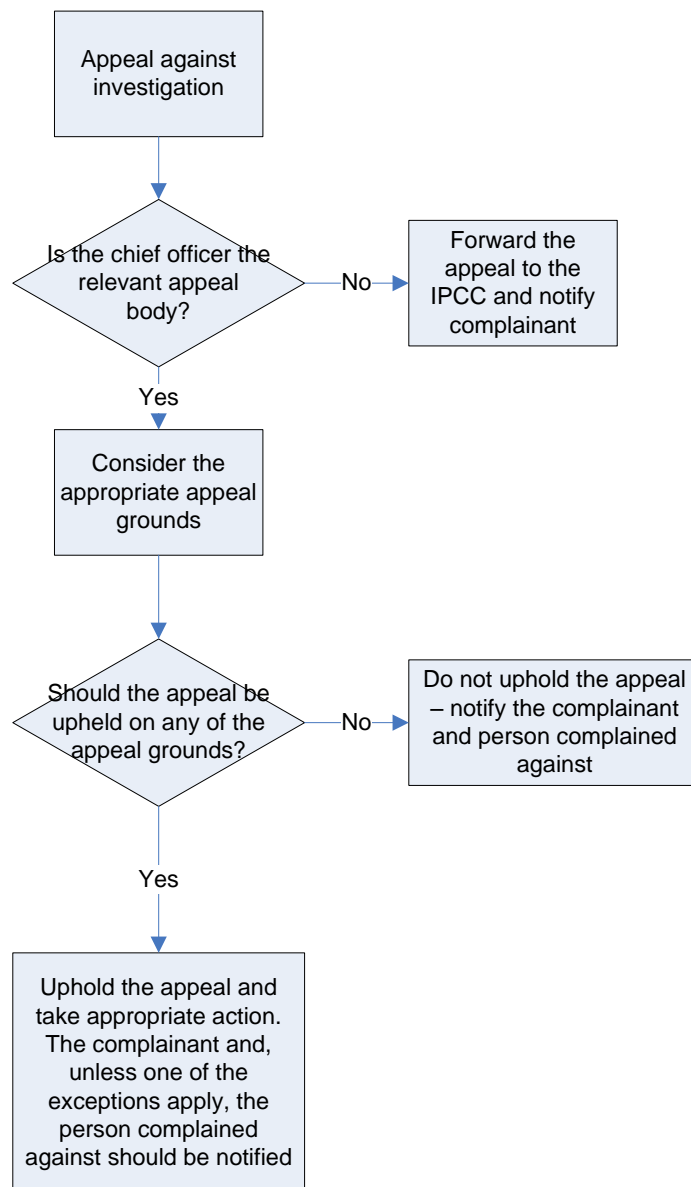 Appeal against
investigation
Is the chief officer the
relevant appeal
body?
No
Forward the
appeal to the
IPCC and notify
complainant
Yes
Consider the
appropriate appeal
grounds
Should the appeal be
upheld on any of the
appeal grounds?
No
Do not uphold the appeal
– notify the complainant
and person complained
against
Yes
Uphold the appeal and
take appropriate action.
The complainant and,
unless one of the
exceptions apply, the
person complained
against should be notified